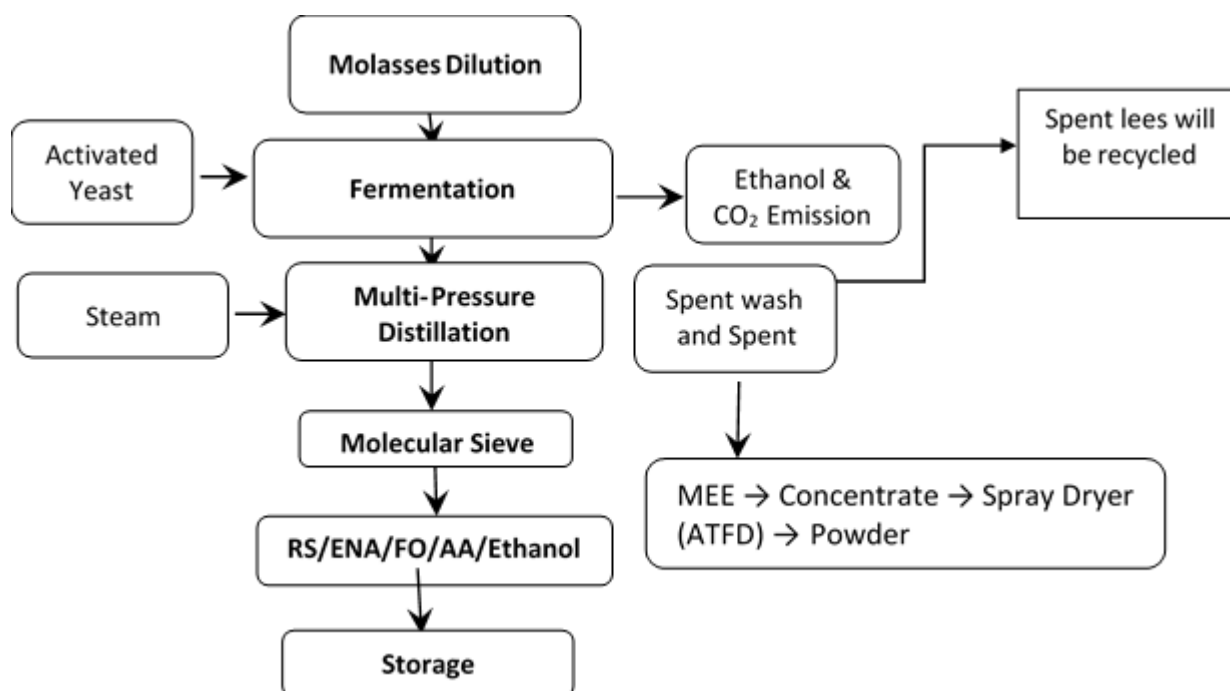 Molasses Dilution
Activated
Yeast
Fermentation
Ethanol &
CO₂ Emission
Spent lees will
be recycled
Steam
Multi-Pressure
Distillation
Spent wash
and Spent
Molecular Sieve
MEE → Concentrate → Spray Dryer
(ATFD) → Powder
RS/ENA/FO/AA/Ethanol
Storage